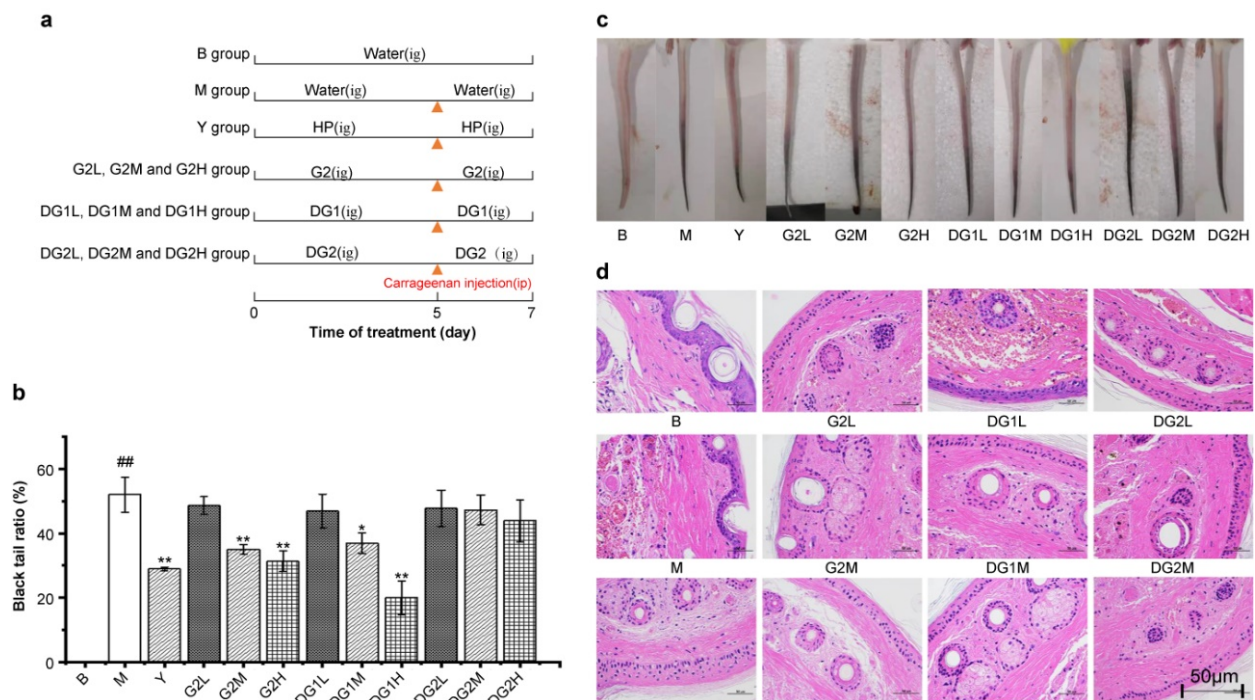 a
B group
Water(ig)
M group
Water(ig)
Water(ig)
Y group
HP(ig)
HP(ig)
G2L, G2M and G2H group
G2(ig)
G2(ig)
DG1L, DG1M and DG1H group
DG1(ig)
DG1(ig)
DG2L, DG2M and DG2H group
DG2(ig)
DG2（ig)
Carrageenan injection(ip)
0
5
7
Time of treatment (day)
b
Black tail ratio (%)
60
40
20
0
##
**
**
**
*
**
B
M
Y
G2L
G2M
G2H
DG1L
DG1M
DG1H
DG2L
DG2M
DG2H
c
B M Y G2L G2M G2H DG1L DG1M DG1H DG2L DG2M DG2H
d
B G2L DG1L DG2L
M G2M DG1M DG2M
50μm